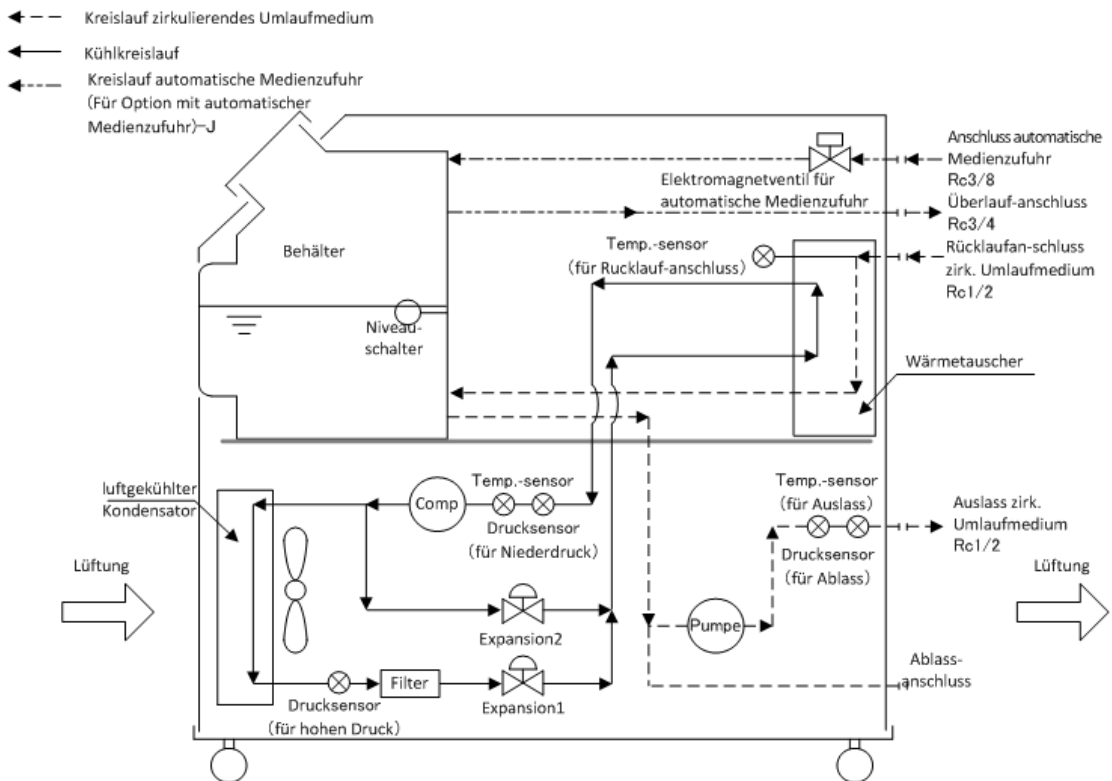 Kreislauf zirkulierendes Umlaufmedium
Kühlkreislauf
Kreislauf automatische Medienzufuhr
(Für Option mit automatischer
Medienzufuhr)-J
Anschluss automatische
Medienzufuhr
Rc3/8
Elektromagnetventil für
automatische Medienzufuhr
Überlauf-anschluss
Rc3/4
Temp.-sensor
(für Rucklauf-anschluss)
Rücklaufan-schluss
zirk. Umlaufmedium
Rc1/2
Behälter
Niveau-
schalter
Wärmetauscher
luftgekühlter
Kondensator
Comp
Temp.-sensor
Drucksensor
(für Niederdruck)
Temp.-sensor
(für Auslass)
Drucksensor
(für Ablass)
Auslass zirk.
Umlaufmedium
Rc1/2
Lüftung
Lüftung
Expansion2
Pumpe
Filter
Expansion1
Drucksensor
(für hohen Druck)
Ablass-
anschluss